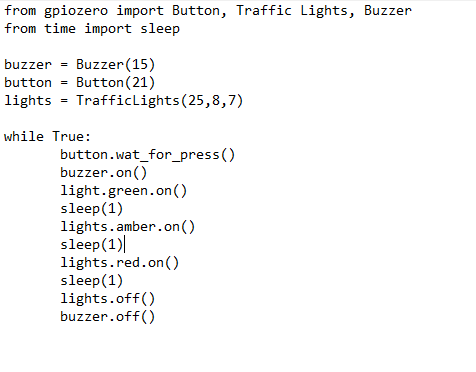 from gpiozero import Button, Traffic Lights, Buzzer
from time import sleep

buzzer = Buzzer(15)
button = Button(21)
lights = TrafficLights(25,8,7)

while True:
       button.wat_for_press()
       buzzer.on()
       light.green.on()
       sleep(1)
       lights.amber.on()
       sleep(1)
       lights.red.on()
       sleep(1)
       lights.off()
       buzzer.off()